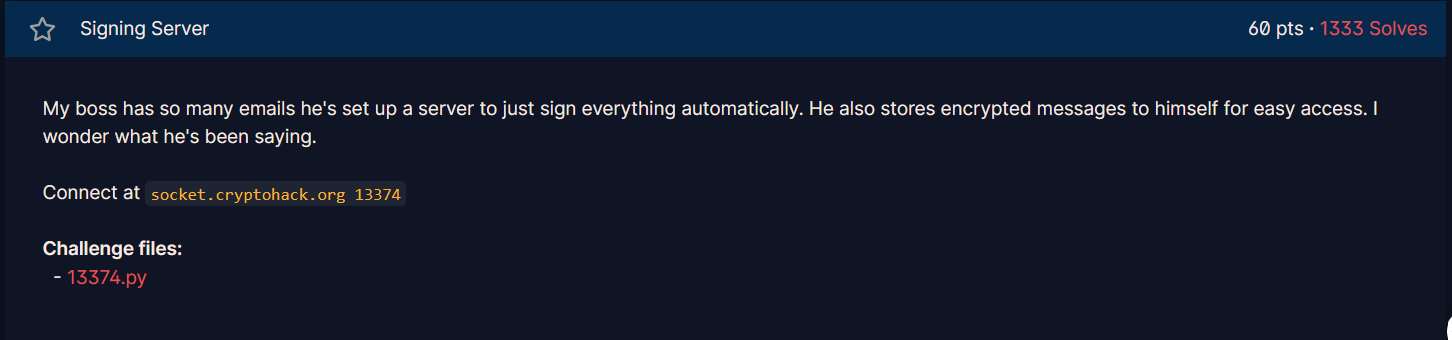 Signing Server
60 pts · 1333 Solves
My boss has so many emails he's set up a server to just sign everything automatically. He also stores encrypted messages to himself for easy access. I
wonder what he's been saying.
Connect at socket.cryptohack.org 13374
Challenge files:
- 13374.py